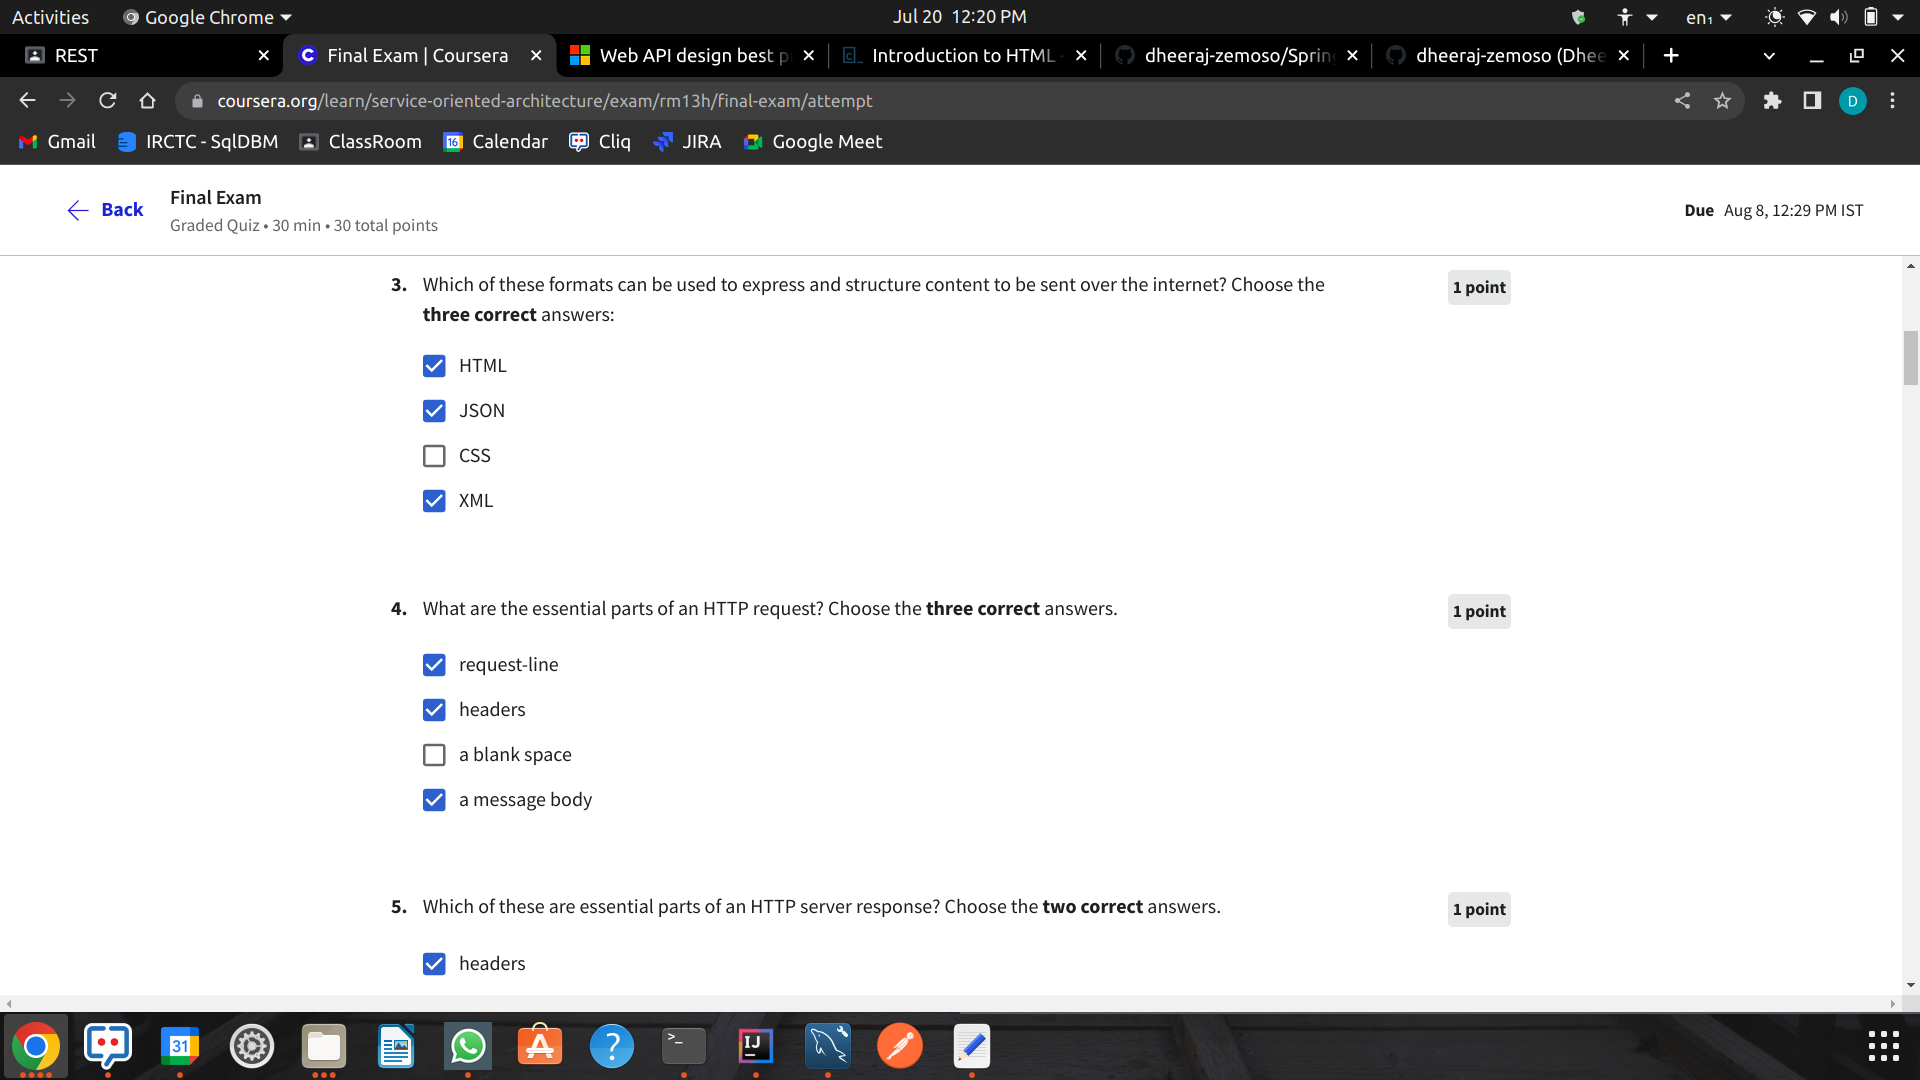 Activities
Google Chrome
Jul 20 12:20 PM
en₁
REST
Final Exam | Coursera
Web API design best p
Introduction to HTML
dheeraj-zemoso/Spring
dheeraj-zemoso (Dhee
coursera.org/learn/service-oriented-architecture/exam/rm13h/final-exam/attempt
D
Gmail
IRCTC - SqlDBM
ClassRoom
16
Calendar
Cliq
JIRA
Google Meet
Back
Final Exam
Graded Quiz • 30 min • 30 total points
Due Aug 8, 12:29 PM IST
3. Which of these formats can be used to express and structure content to be sent over the internet? Choose the
three correct answers:
1 point
HTML
JSON
CSS
XML
4. What are the essential parts of an HTTP request? Choose the three correct answers.
1 point
request-line
headers
a blank space
a message body
5. Which of these are essential parts of an HTTP server response? Choose the two correct answers.
1 point
headers
31
IJ